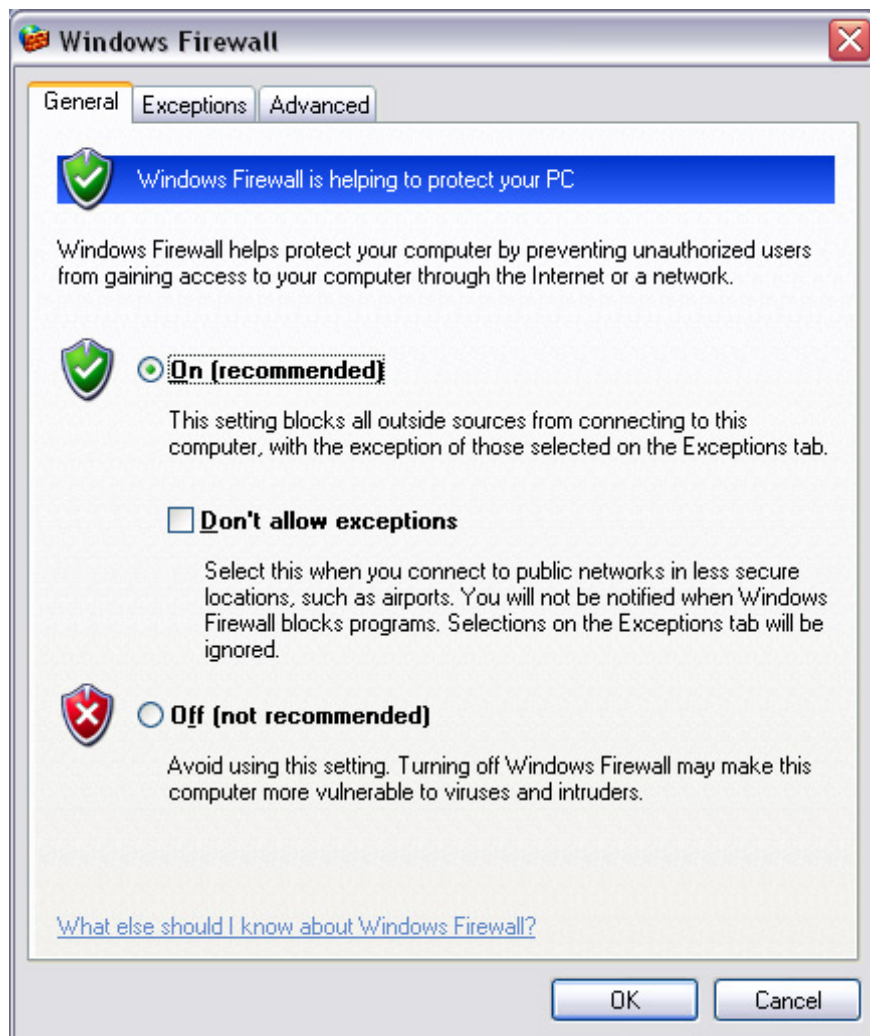 Windows Firewall
General Exceptions Advanced
Windows Firewall is helping to protect your PC
Windows Firewall helps protect your computer by preventing unauthorized users
from gaining access to your computer through the Internet or a network.
On (recommended)
This setting blocks all outside sources from connecting to this
computer, with the exception of those selected on the Exceptions tab.
Don't allow exceptions
Select this when you connect to public networks in less secure
locations, such as airports. You will not be notified when Windows
Firewall blocks programs. Selections on the Exceptions tab will be
ignored.
Off (not recommended)
Avoid using this setting. Turning off Windows Firewall may make this
computer more vulnerable to viruses and intruders.
What else should I know about Windows Firewall?
OK Cancel